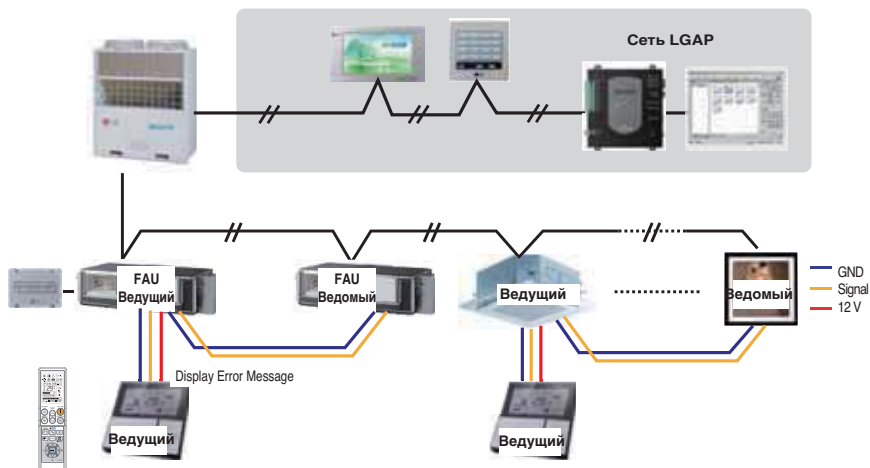 Сеть LGAP
FAU
Ведущий
FAU
Ведомый
Ведущий
Ведомый
GND
Signal
12 V
Display Error Message
Ведущий
Ведущий